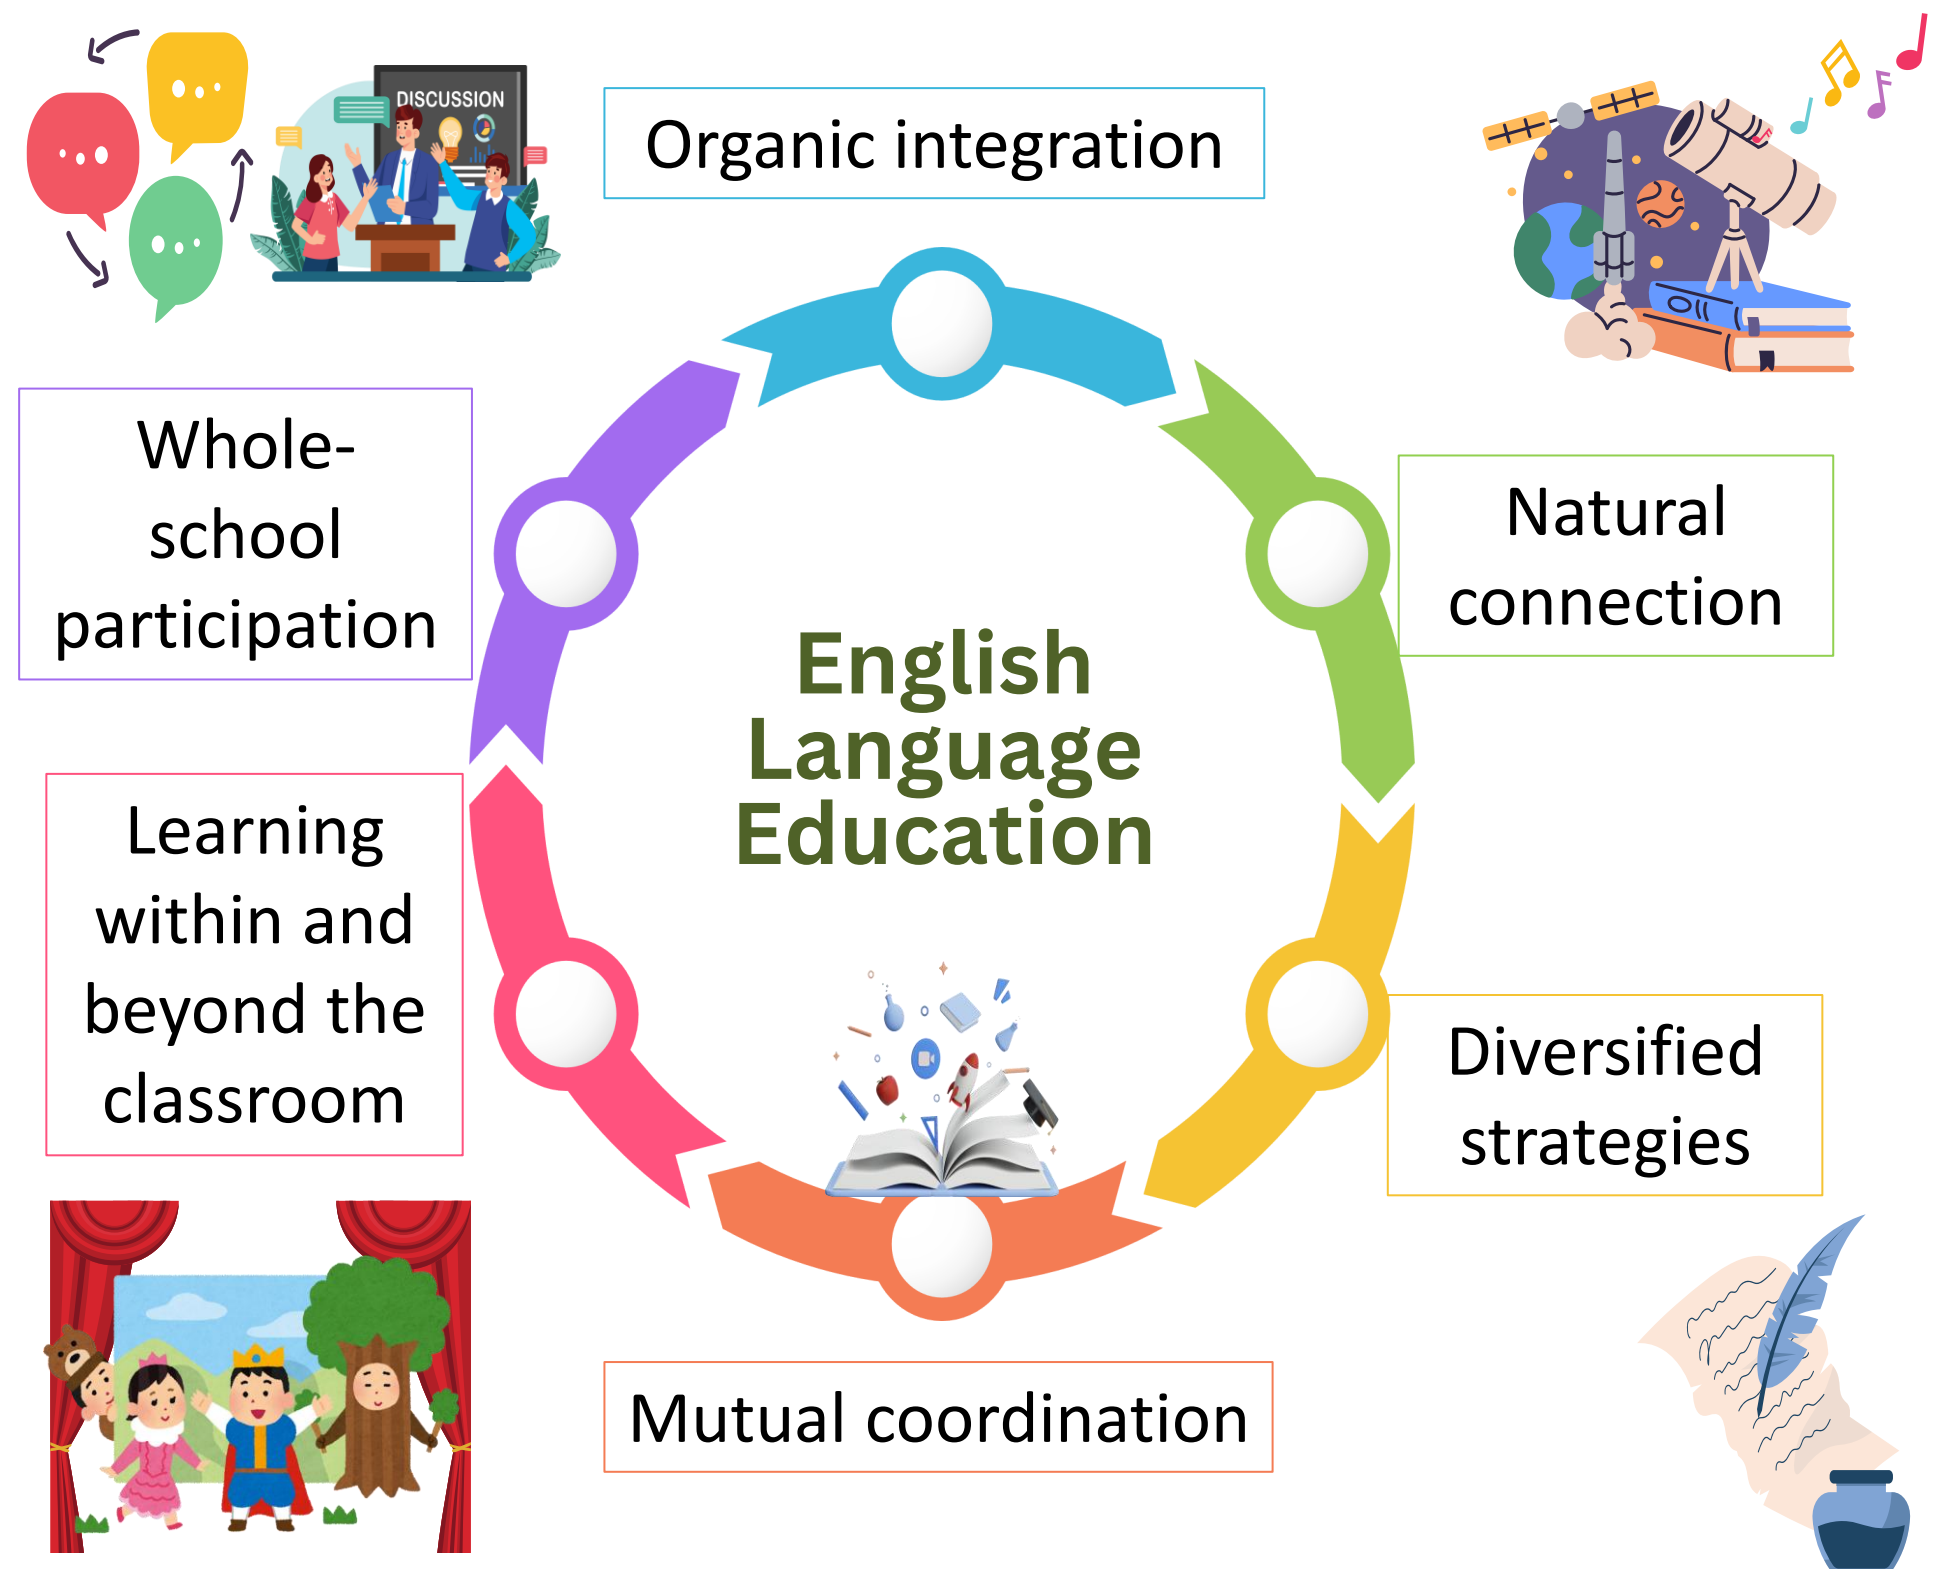 DISCUSSION
Organic integration
Whole-
school
participation
Natural
connection
English
Language
Education
Learning
within and
beyond the
classroom
Diversified
strategies
Mutual coordination